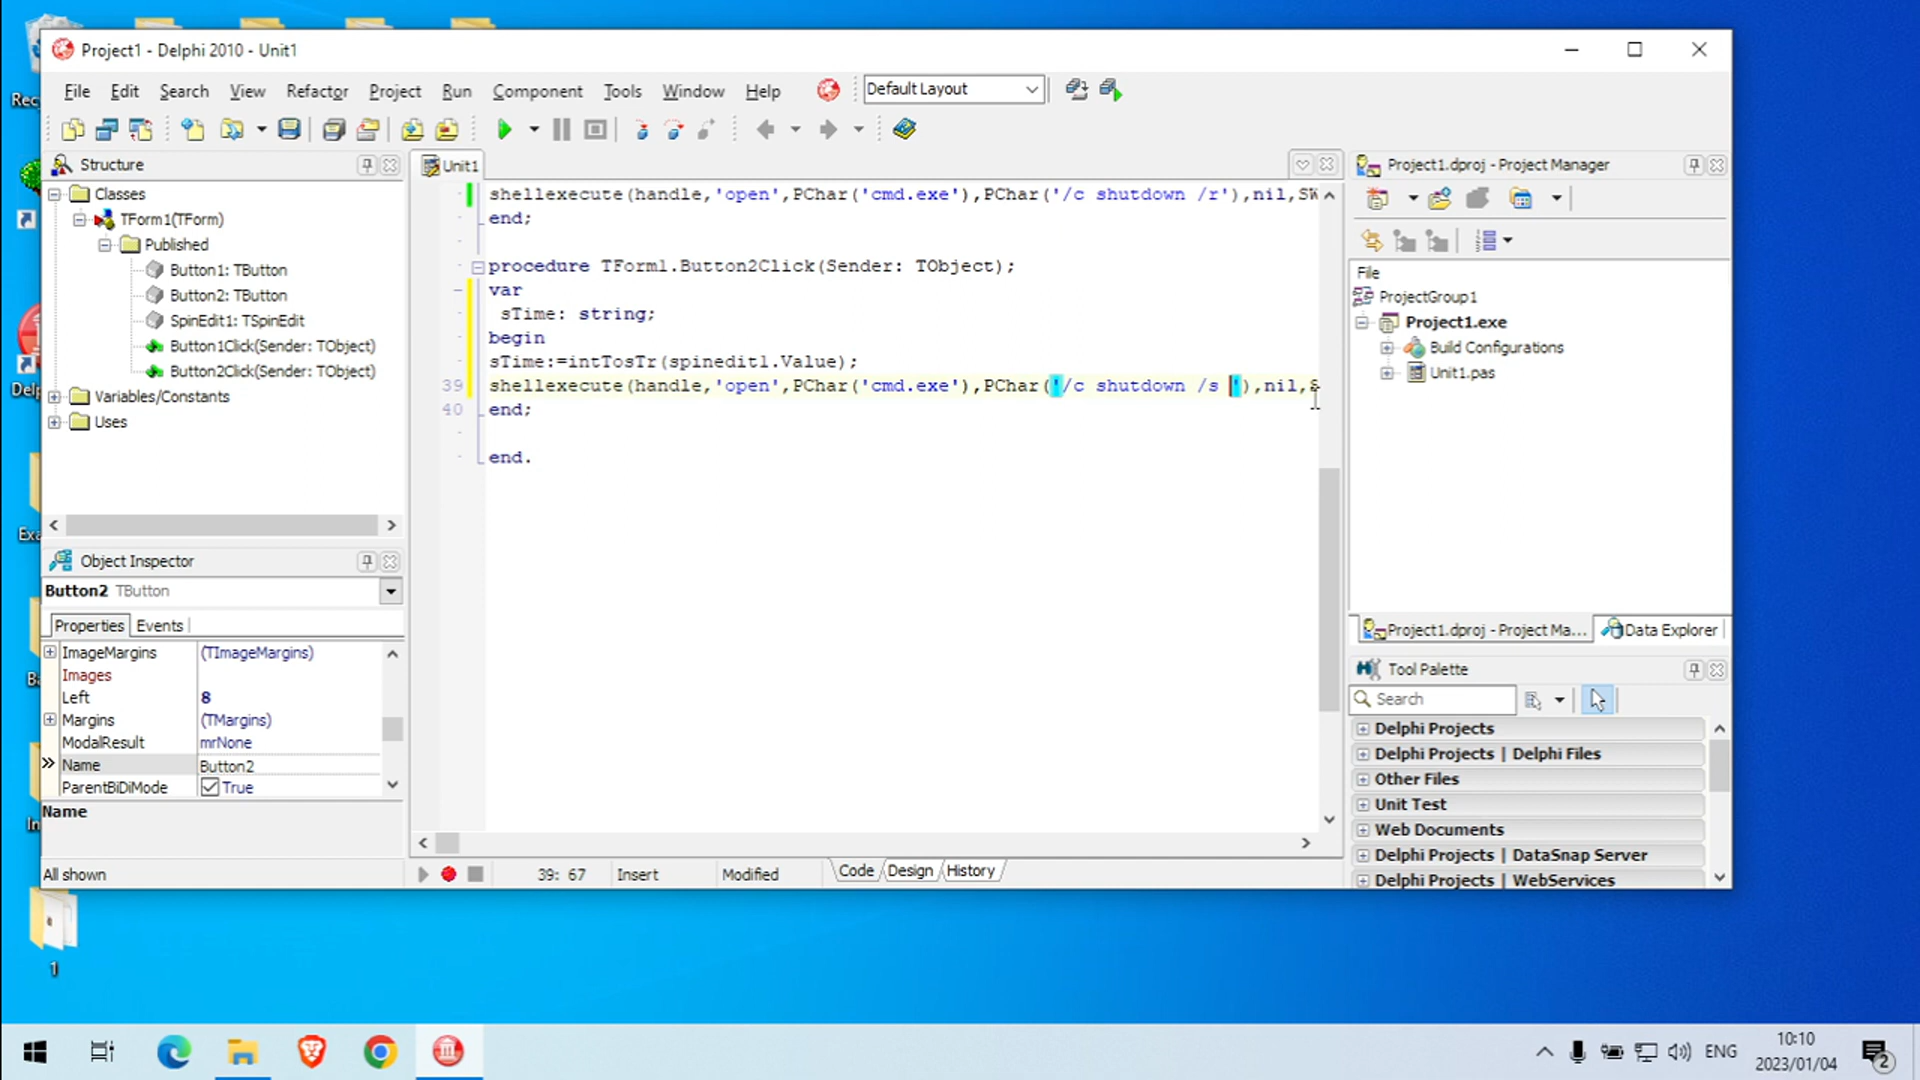 Project1 - Delphi 2010 - Unit1
File Edit Search View Refactor Project Run Component Tools Window Help Default Layout
Structure
Classes
TForm1(TForm)
Published
Button1: TButton
Button2: TButton
SpinEdit1: TSpinEdit
Button1Click(Sender: TObject)
Button2Click(Sender: TObject)
Variables/Constants
Uses
Object Inspector
Button2 TButton
Properties Events
ImageMargins (TImageMargins)
Images
Left 8
Margins (TMargins)
ModalResult mrNone
Name Button2
ParentBiDiMode True
Name
All shown
Unit1
shellexecute(handle,'open',PChar('cmd.exe'),PChar('/c shutdown /r'),nil,SW
end;
procedure TForm1.Button2Click(Sender: TObject);
var
sTime: string;
begin
sTime:=intTosTr(spinedit1.Value);
39 shellexecute(handle,'open',PChar('cmd.exe'),PChar('/c shutdown /s '),nil,S
40 end;
end.
39: 67 Insert Modified Code Design History
Project1.dproj - Project Manager
File
ProjectGroup1
Project1.exe
Build Configurations
Unit1.pas
Project1.dproj - Project Ma... Data Explorer
Tool Palette
Search
Delphi Projects
Delphi Projects | Delphi Files
Other Files
Unit Test
Web Documents
Delphi Projects | DataSnap Server
Delphi Projects | WebServices
1
ENG
10:10
2023/01/04
2